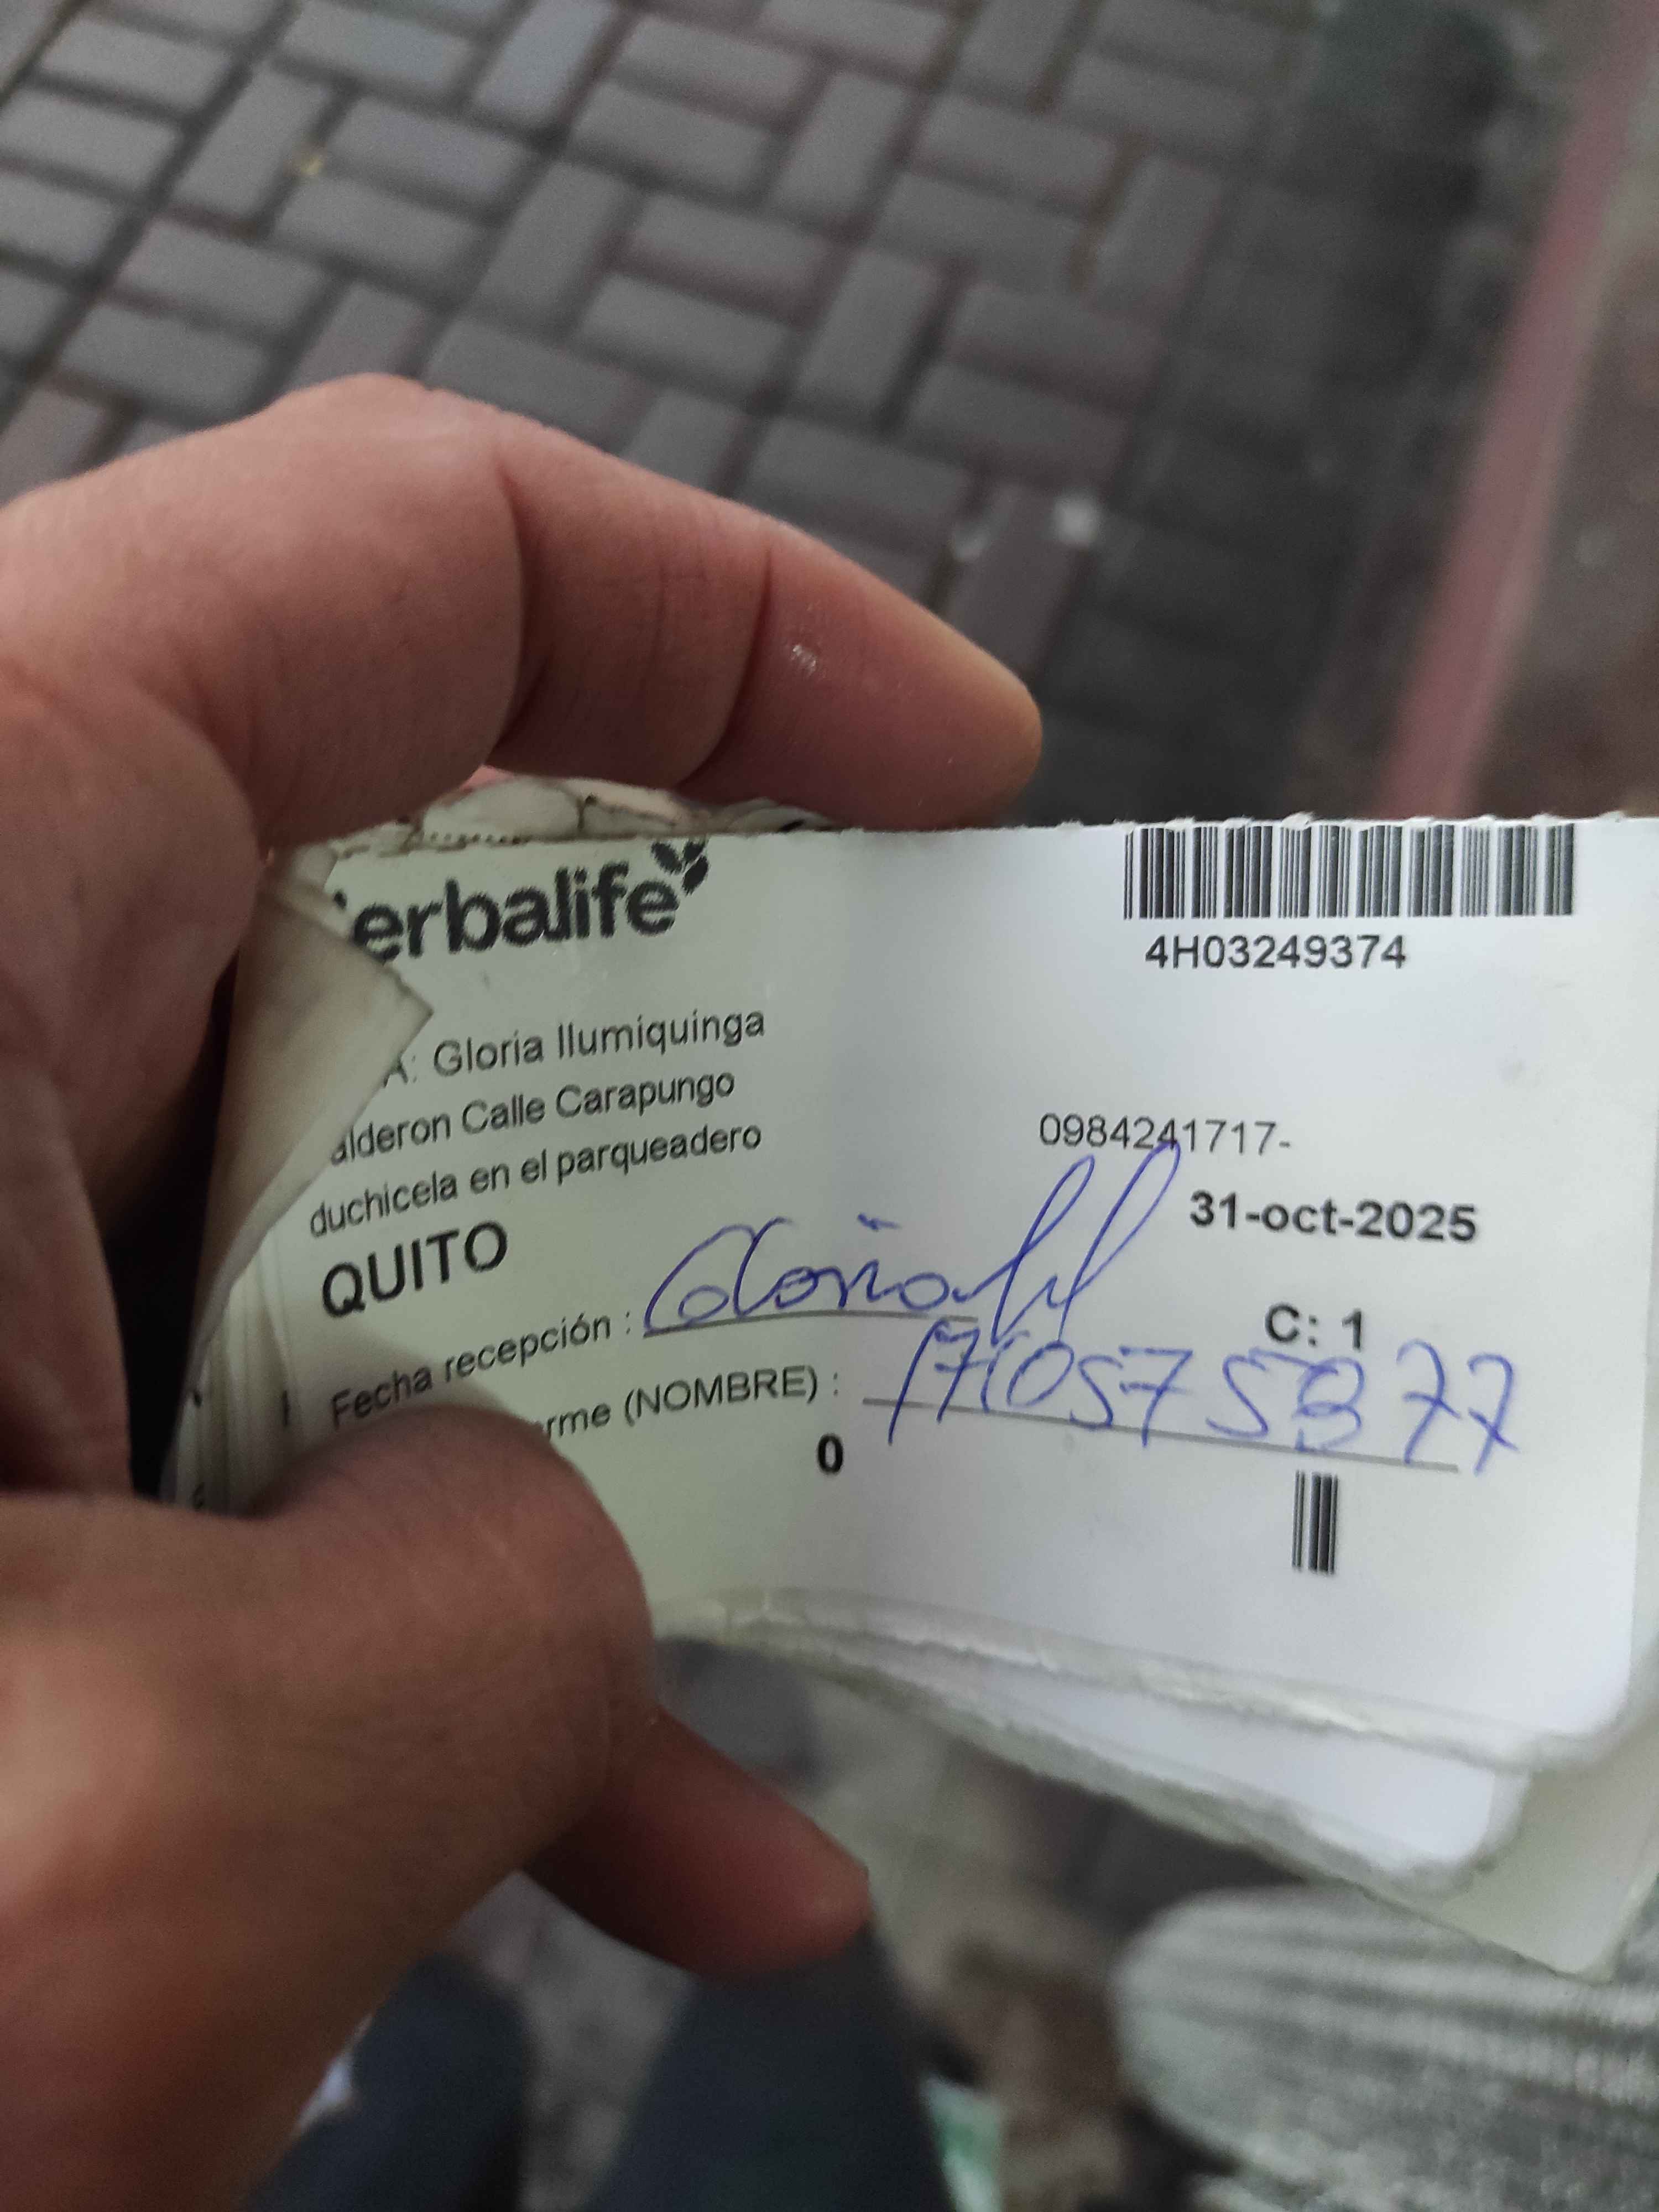 erbalife
4H03249374
A: Gloria Ilumiquinga
alderon Calle Carapungo
duchicela en el parqueadero
0984241717-
QUITO
31-oct-2025
Fecha recepción :
C: 1
rme (NOMBRE) :
0